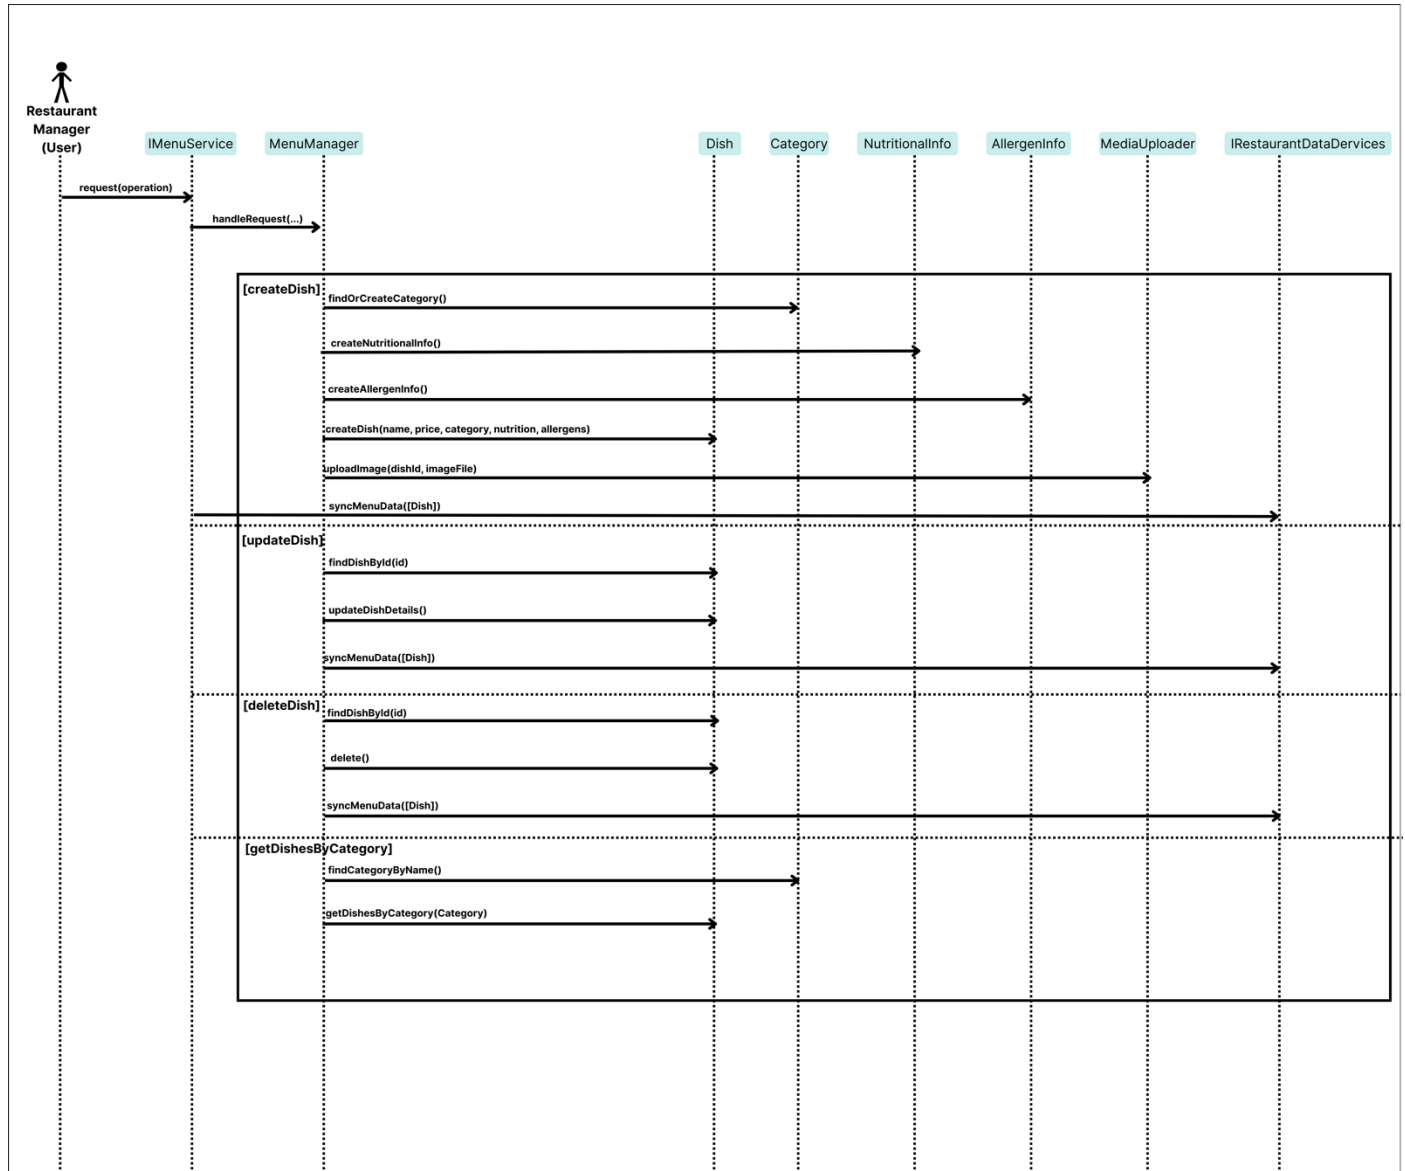 Restaurant
Manager
(User)
IMenuService
MenuManager
Dish
Category
NutritionalInfo
AllergenInfo
MediaUploader
IRestaurantDataDervices
request(operation)
handleRequest(...)
[createDish]
findOrCreateCategory()
createNutritionalInfo()
createAllergenInfo()
createDish(name, price, category, nutrition, allergens)
uploadImage(dishId, imageFile)
syncMenuData([Dish])
[updateDish]
findDishById(id)
updateDishDetails()
syncMenuData([Dish])
[deleteDish]
findDishById(id)
delete()
syncMenuData([Dish])
[getDishesByCategory]
findCategoryByName()
getDishesByCategory(Category)